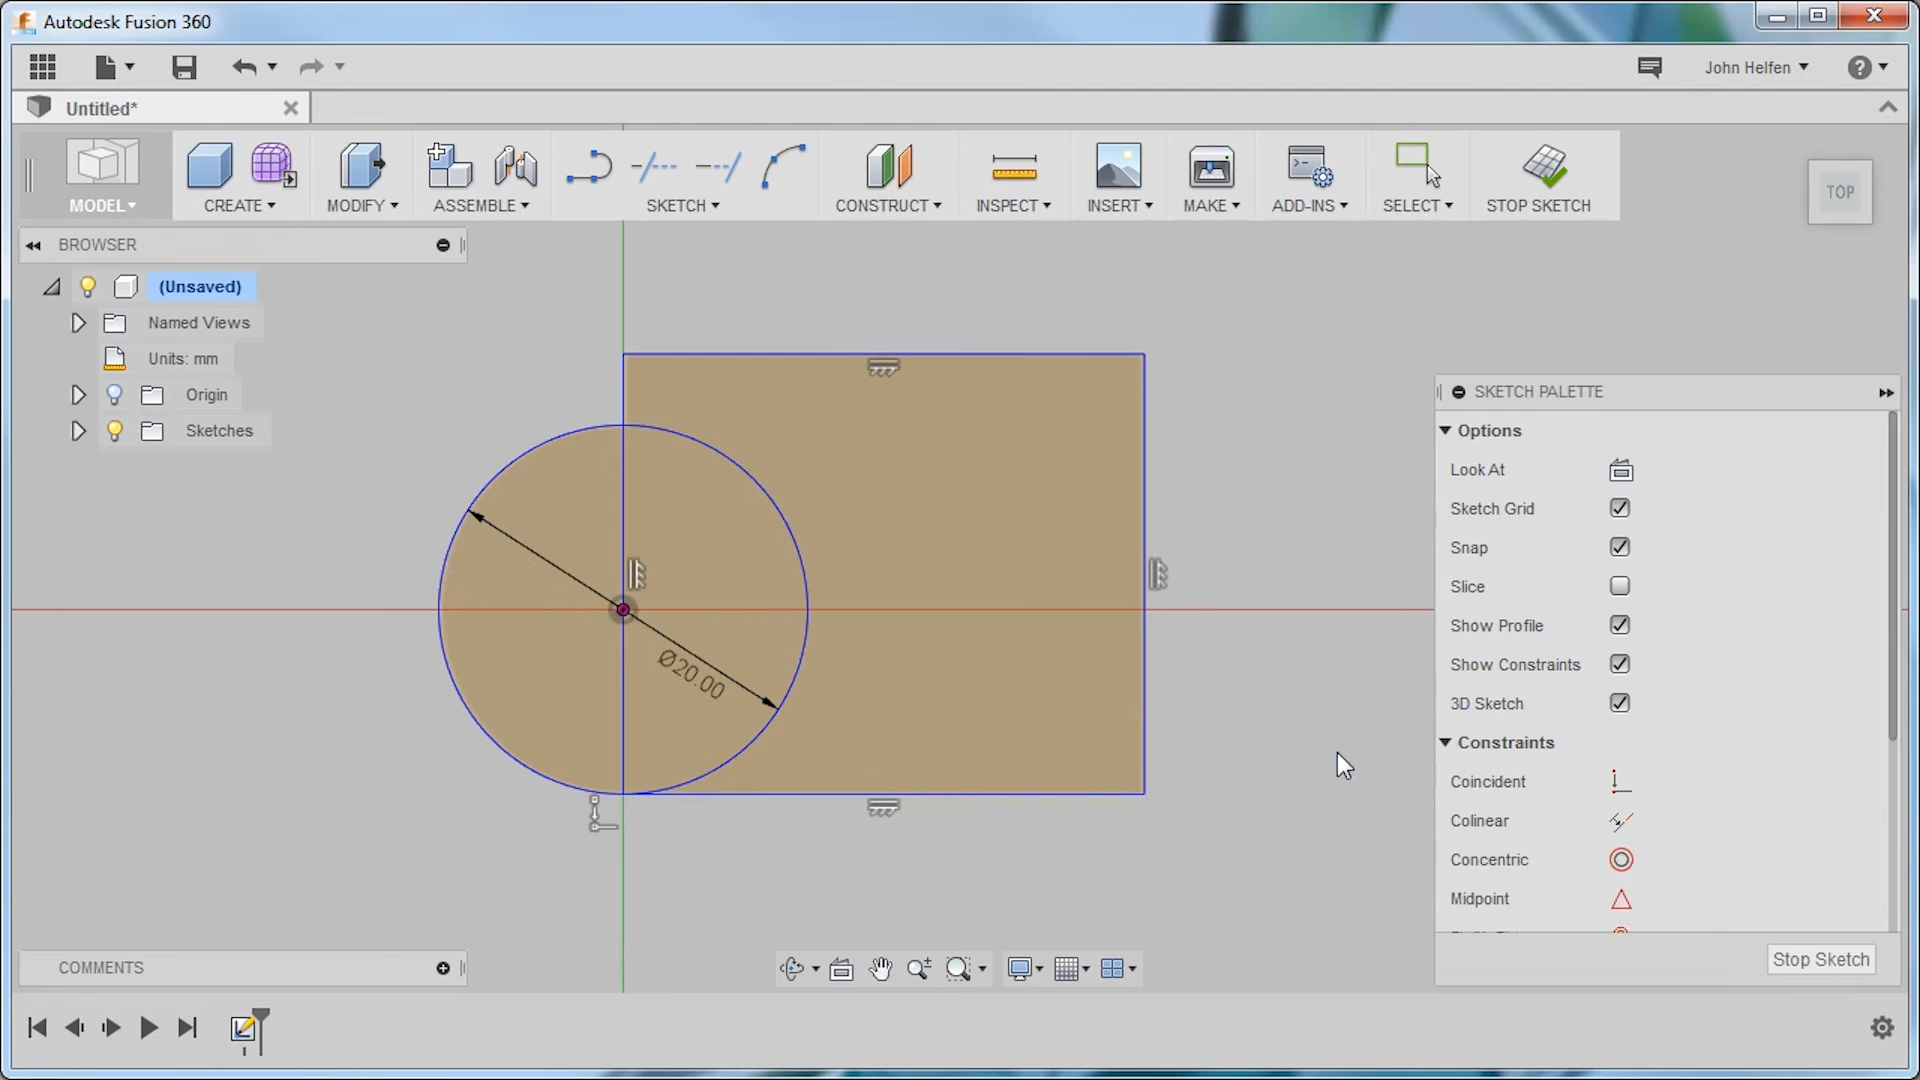 Autodesk Fusion 360
John Helfen
Untitled*
MODEL
CREATE
MODIFY
ASSEMBLE
SKETCH
CONSTRUCT
INSPECT
INSERT
MAKE
ADD-INS
SELECT
STOP SKETCH
TOP
BROWSER
(Unsaved)
Named Views
Units: mm
Origin
Sketches
Ø20.00
SKETCH PALETTE
Options
Look At
Sketch Grid
Snap
Slice
Show Profile
Show Constraints
3D Sketch
Constraints
Coincident
Colinear
Concentric
Midpoint
Stop Sketch
COMMENTS